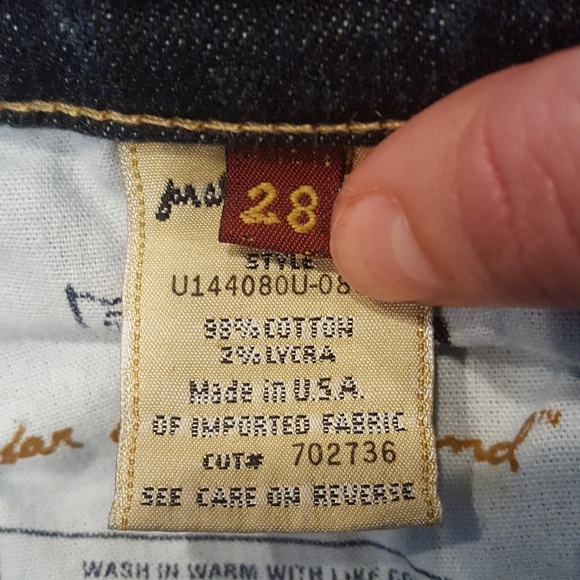 28
STYLE
U144080U-08
98% COTTON
2% LYCRA
Made in U.S.A.
OF IMPORTED FABRIC
CUT# 702736
SEE CARE ON REVERSE
WASH IN WARM WITH LIKE